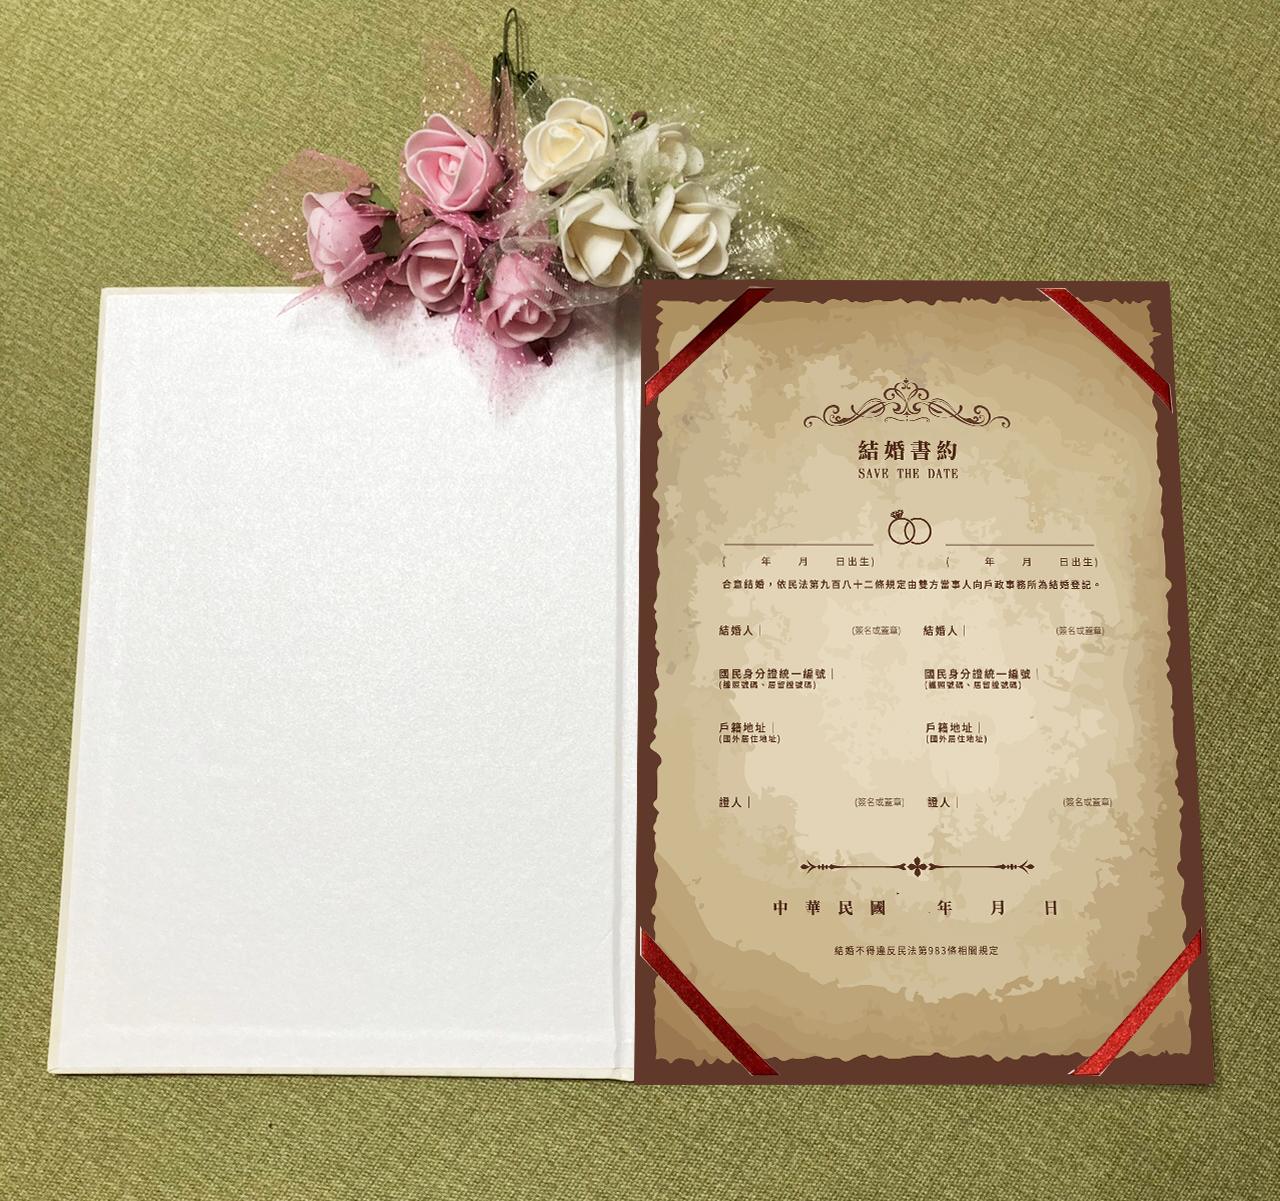 結婚書約
SAVE THE DATE
( 年 月 日出生) ( 年 月 日出生)
合意結婚，依民法第九百八十二條規定由雙方當事人向戶政事務所為結婚登記。
結婚人| (簽名或蓋章) 結婚人| (簽名或蓋章)
國民身分證統一編號| 國民身分證統一編號|
(護照號碼、居留證號碼) (護照號碼、居留證號碼)
戶籍地址| 戶籍地址|
(國外居住地址) (國外居住地址)
證人| (簽名或蓋章) 證人| (簽名或蓋章)
中華民國 年 月 日
結婚不得違反民法第983條相關規定